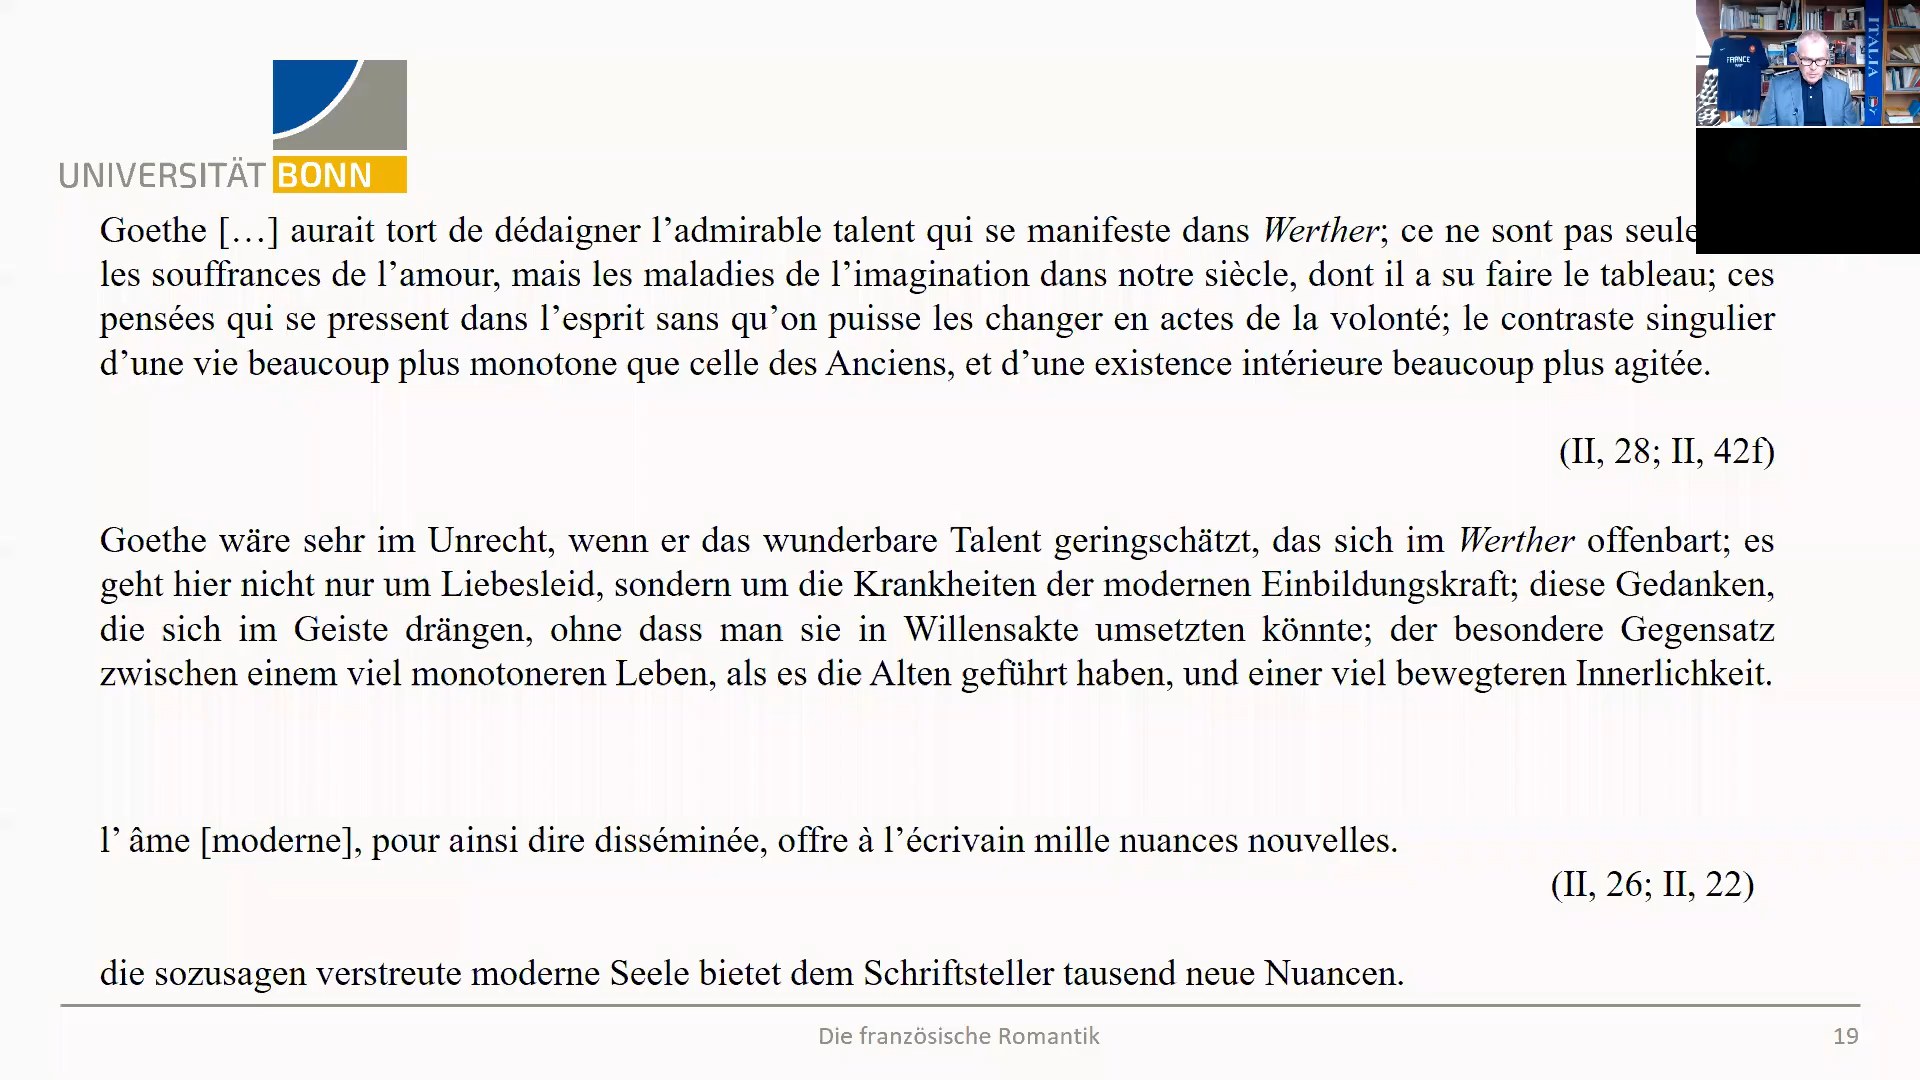 FRANCE
ITALIA
UNIVERSITÄT BONN
Goethe […] aurait tort de dédaigner l’admirable talent qui se manifeste dans Werther; ce ne sont pas seule
les souffrances de l’amour, mais les maladies de l’imagination dans notre siècle, dont il a su faire le tableau; ces
pensées qui se pressent dans l’esprit sans qu’on puisse les changer en actes de la volonté; le contraste singulier
d’une vie beaucoup plus monotone que celle des Anciens, et d’une existence intérieure beaucoup plus agitée.
(II, 28; II, 42f)
Goethe wäre sehr im Unrecht, wenn er das wunderbare Talent geringschätzt, das sich im Werther offenbart; es
geht hier nicht nur um Liebesleid, sondern um die Krankheiten der modernen Einbildungskraft; diese Gedanken,
die sich im Geiste drängen, ohne dass man sie in Willensakte umsetzten könnte; der besondere Gegensatz
zwischen einem viel monotoneren Leben, als es die Alten geführt haben, und einer viel bewegteren Innerlichkeit.
l’ âme [moderne], pour ainsi dire disséminée, offre à l’écrivain mille nuances nouvelles.
(II, 26; II, 22)
die sozusagen verstreute moderne Seele bietet dem Schriftsteller tausend neue Nuancen.
Die französische Romantik
19